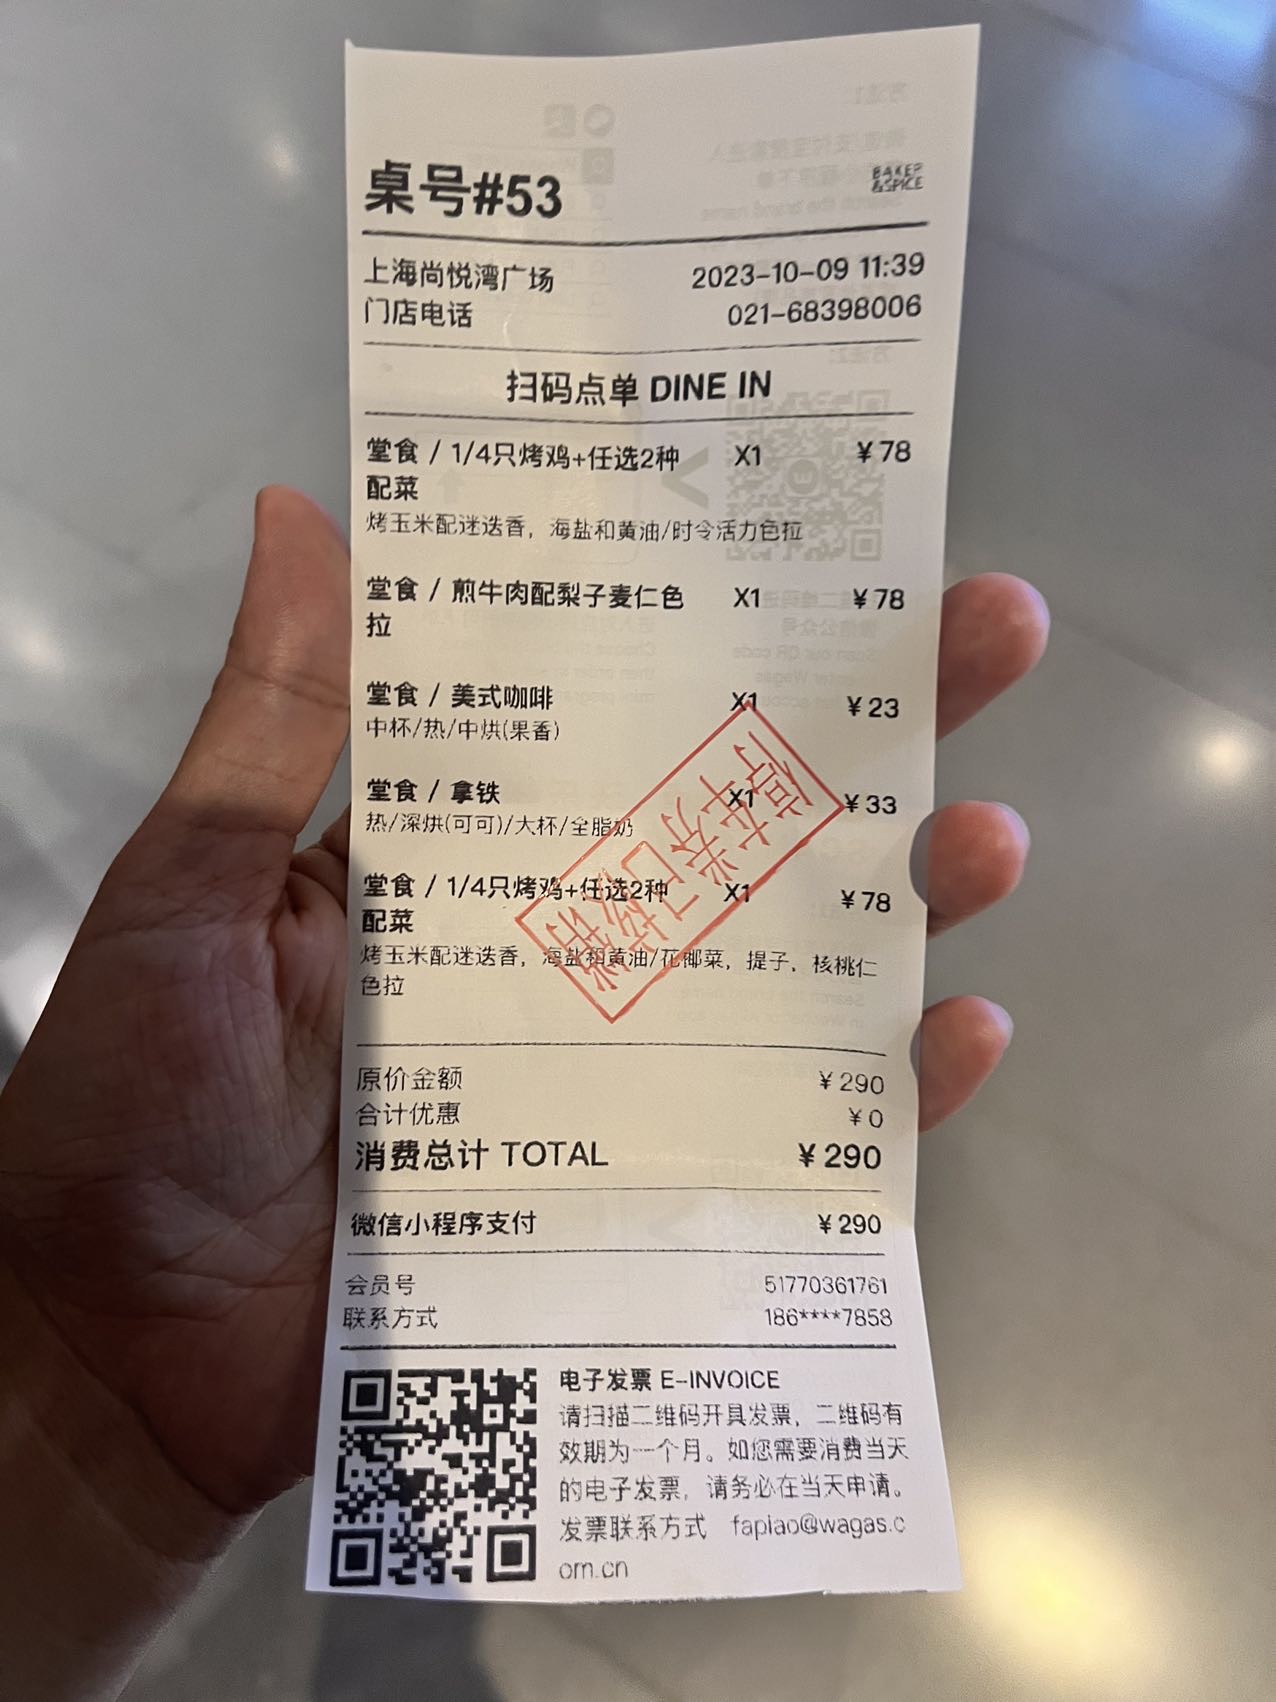 桌号#53
BAKER
&SPICE
上海尚悦湾广场 2023-10-09 11:39
门店电话 021-68398006
扫码点单 DINE IN
堂食 / 1/4只烤鸡+任选2种 X1 ¥78
配菜
烤玉米配迷迭香，海盐和黄油/时令活力色拉
堂食 / 煎牛肉配梨子麦仁色 X1 ¥78
拉
堂食 / 美式咖啡 X1 ¥23
中杯/热/中烘(果香)
堂食 / 拿铁 X1 ¥33
热/深烘(可可)/大杯/全脂奶
堂食 / 1/4只烤鸡+任选2种 X1 ¥78
配菜
烤玉米配迷迭香，海盐和黄油/花椰菜，提子，核桃仁
色拉
停车券
已核销
原价金额 ¥290
合计优惠 ¥0
消费总计 TOTAL ¥290
微信小程序支付 ¥290
会员号 51770361761
联系方式 186****7858
电子发票 E-INVOICE
请扫描二维码开具发票，二维码有
效期为一个月。如您需要消费当天
的电子发票，请务必在当天申请。
发票联系方式 fapiao@wagas.c
om.cn